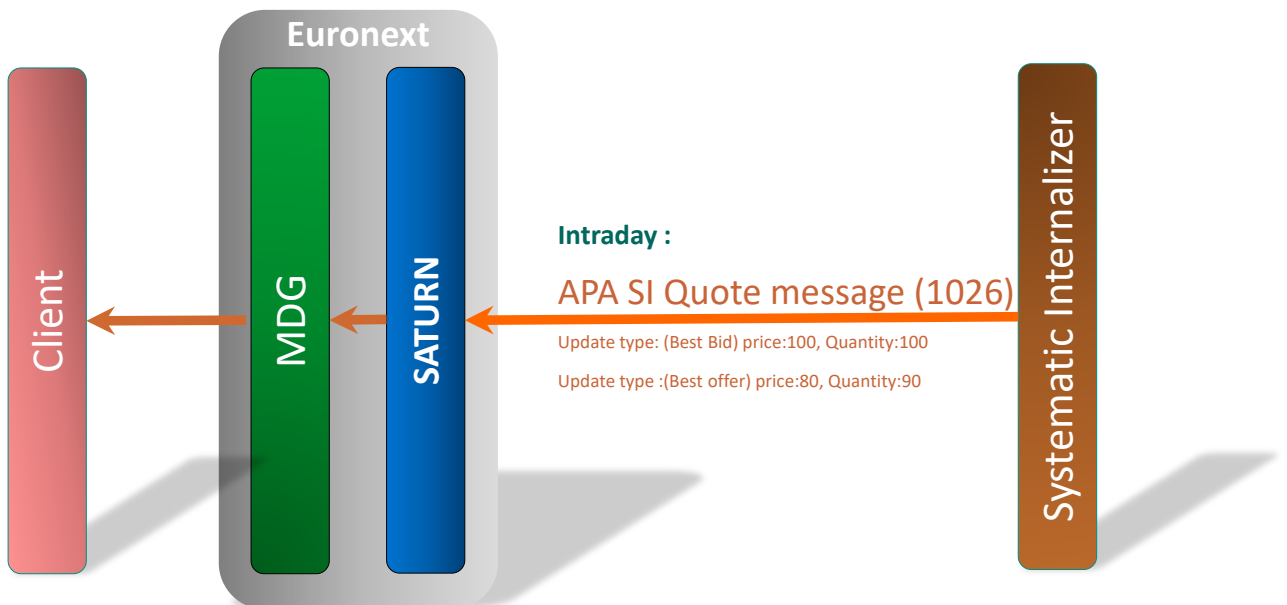 Euronext
Client
MDG
SATURN
Intraday :
APA SI Quote message (1026)
Update type: (Best Bid) price:100, Quantity:100
Update type :(Best offer) price:80, Quantity:90
Systematic Internalizer